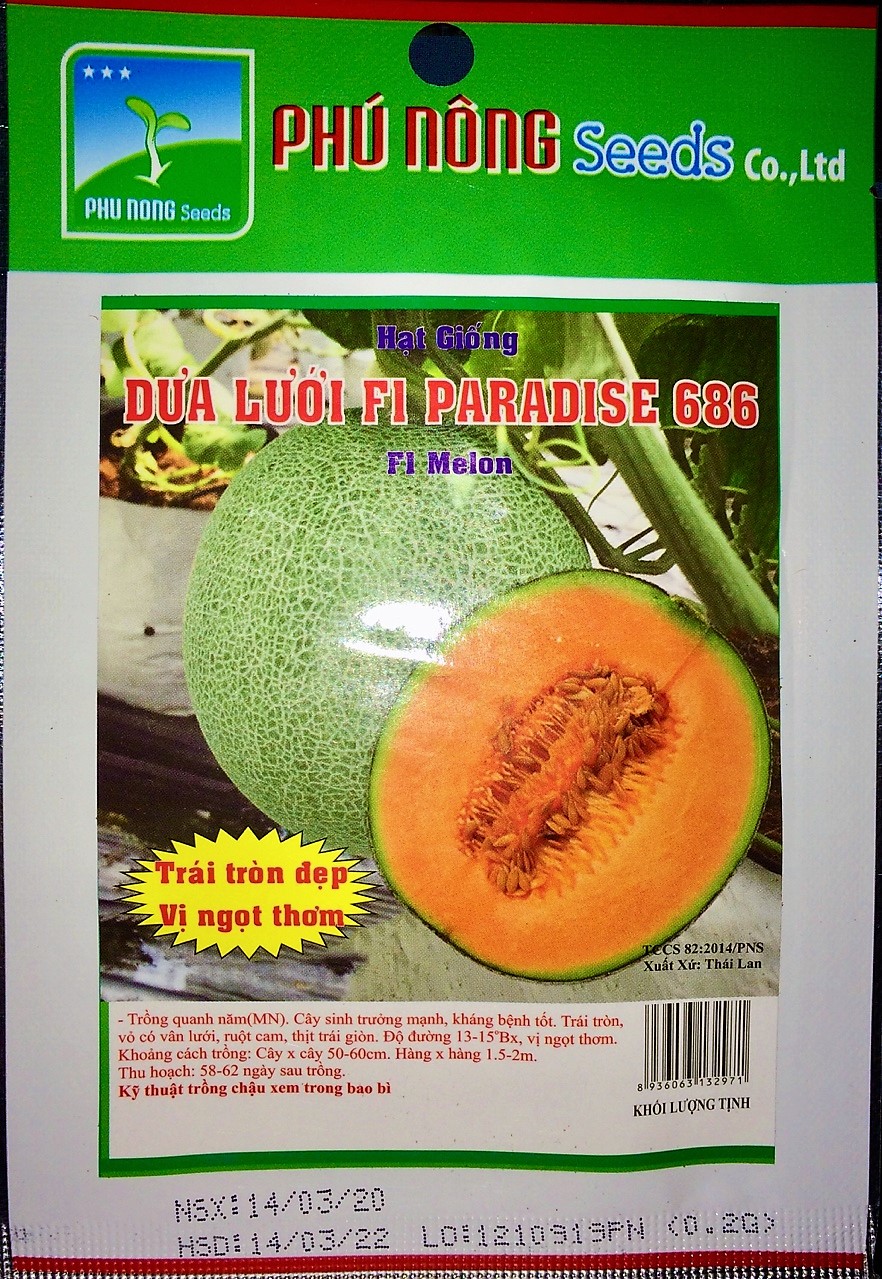 PHÚ NÔNG Seeds Co.,Ltd
PHU NONG Seeds
Hạt Giống
DƯA LƯỚI F1 PARADISE 686
F1 Melon
Trái tròn đẹp
Vị ngọt thơm
TCCS 82:2014/PNS
Xuất Xứ: Thái Lan
- Trồng quanh năm(MN). Cây sinh trưởng mạnh, kháng bệnh tốt. Trái tròn,
vỏ có vân lưới, ruột cam, thịt trái giòn. Độ đường 13-15°Bx, vị ngọt thơm.
Khoảng cách trồng: Cây x cây 50-60cm. Hàng x hàng 1.5-2m.
Thu hoạch: 58-62 ngày sau trồng.
Kỹ thuật trồng chậu xem trong bao bì
8 936063 132971
KHỐI LƯỢNG TỊNH
NSX: 14/03/20
HSD: 14/03/22 LO:1210919PN (0.2G)